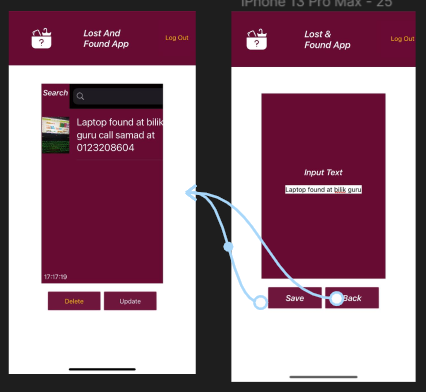 iPhone 13 Pro Max - 25
Lost And
Found App
Log Out
Search
Laptop found at bilik
guru call samad at
0123208604
17:17:19
Delete
Update
Lost &
Found App
Log Out
Input Text
Laptop found at bilik guru
Save
Back